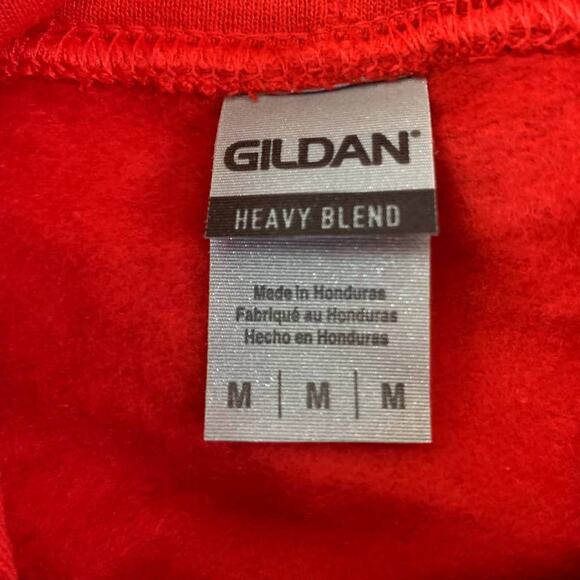 GILDAN®
HEAVY BLEND
Made in Honduras
Fabriqué au Honduras
Hecho en Honduras
M | M | M